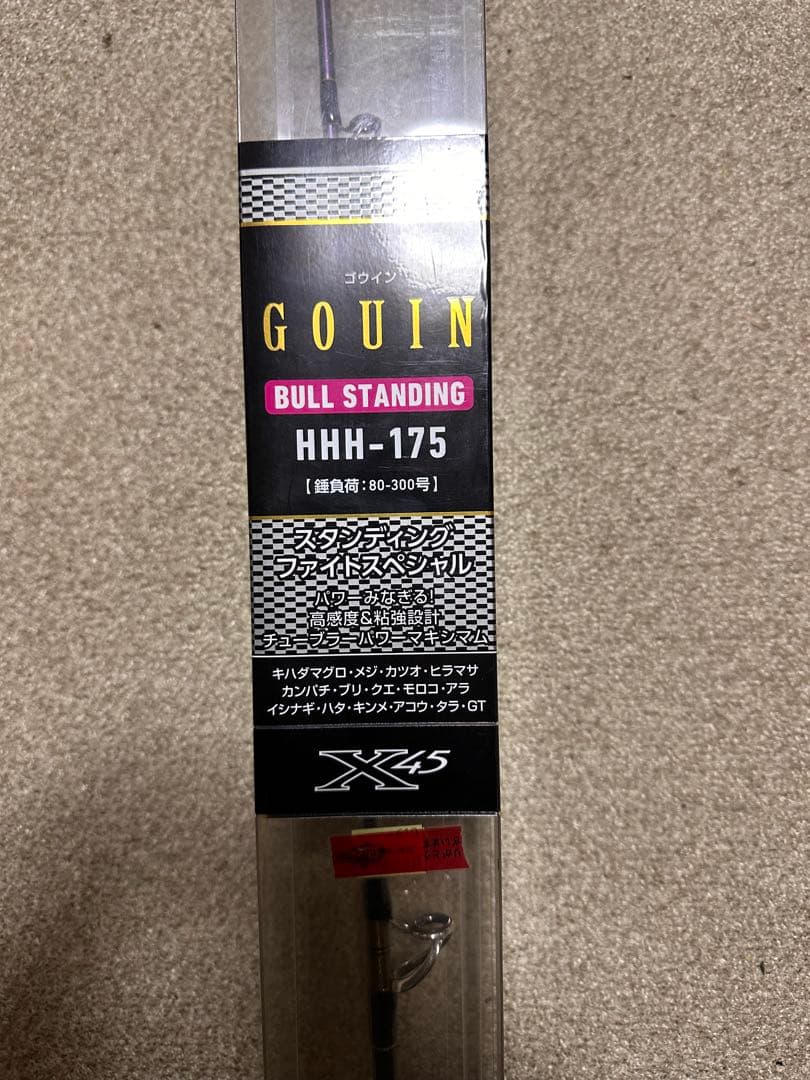 ゴウイン
GOUIN
BULL STANDING
HHH-175
【錘負荷:80-300号】
スタンディング
ファイトスペシャル
パワーみなぎる!
高感度&粘強設計
チューブラーパワーマキシマム
キハダマグロ・メジ・カツオ・ヒラマサ
カンパチ・ブリ・クエ・モロコ・アラ
イシナギ・ハタ・キンメ・アコウ・タラ・GT
X45